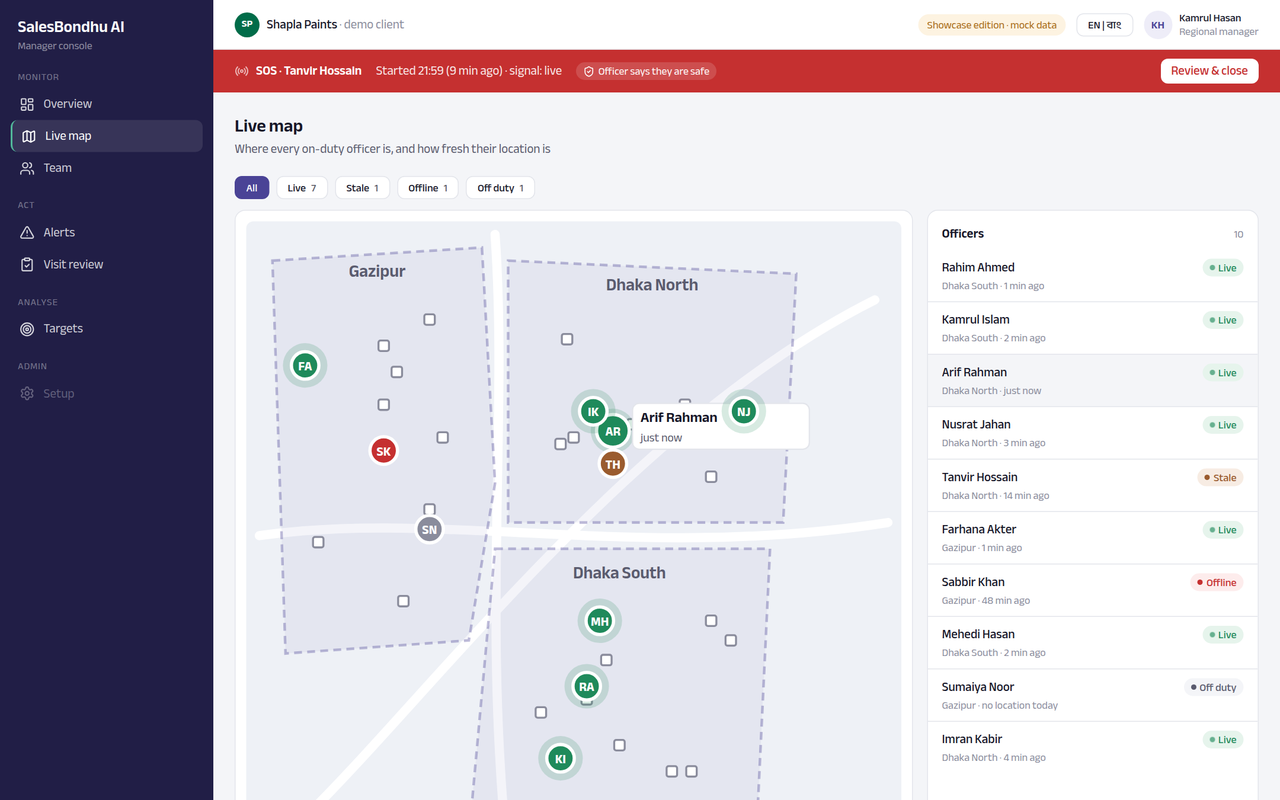 SalesBondhu AI
Manager console
MONITOR
Overview
Live map
Team
ACT
Alerts
Visit review
ANALYSE
Targets
ADMIN
Setup
SP
Shapla Paints · demo client
Showcase edition · mock data
EN | বাং
KH
Kamrul Hasan
Regional manager
SOS · Tanvir Hossain
Started 21:59 (9 min ago) · signal: live
Officer says they are safe
Review & close
Live map
Where every on-duty officer is, and how fresh their location is
All
Live 7
Stale 1
Offline 1
Off duty 1
Gazipur
Dhaka North
FA
IK
AR
Arif Rahman
just now
NJ
SK
TH
SN
Dhaka South
MH
RA
KI
Officers 10
Rahim Ahmed
Live
Dhaka South · 1 min ago
Kamrul Islam
Live
Dhaka South · 2 min ago
Arif Rahman
Live
Dhaka North · just now
Nusrat Jahan
Live
Dhaka North · 3 min ago
Tanvir Hossain
Stale
Dhaka North · 14 min ago
Farhana Akter
Live
Gazipur · 1 min ago
Sabbir Khan
Offline
Gazipur · 48 min ago
Mehedi Hasan
Live
Dhaka South · 2 min ago
Sumaiya Noor
Off duty
Gazipur · no location today
Imran Kabir
Live
Dhaka North · 4 min ago